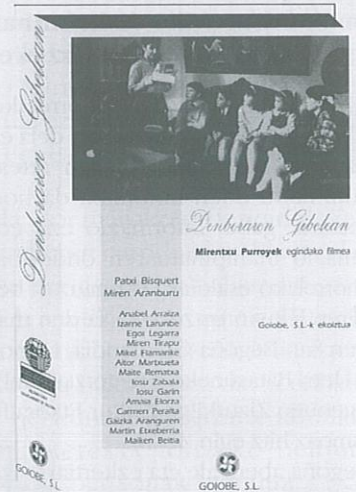 Denboraren Gibelean
Denboraren Gibelean
Mirentxu Purroyek egindako filmea
Patxi Bisquert
Miren Aranburu
Goiobe, S.L.-k ekoiztua
Anabel Arraiza
Izarne Larunbe
Egoi Legarra
Miren Tirapu
Mikel Flamarike
Aitor Martxueta
Maite Rematxa
Iosu Zabala
Iosu Garin
Amaia Elorza
Carmen Peralta
Gaizka Aranguren
Martin Etxeberria
Maiken Beitia
GOIOBE, S.L.
GOIOBE, S.L.